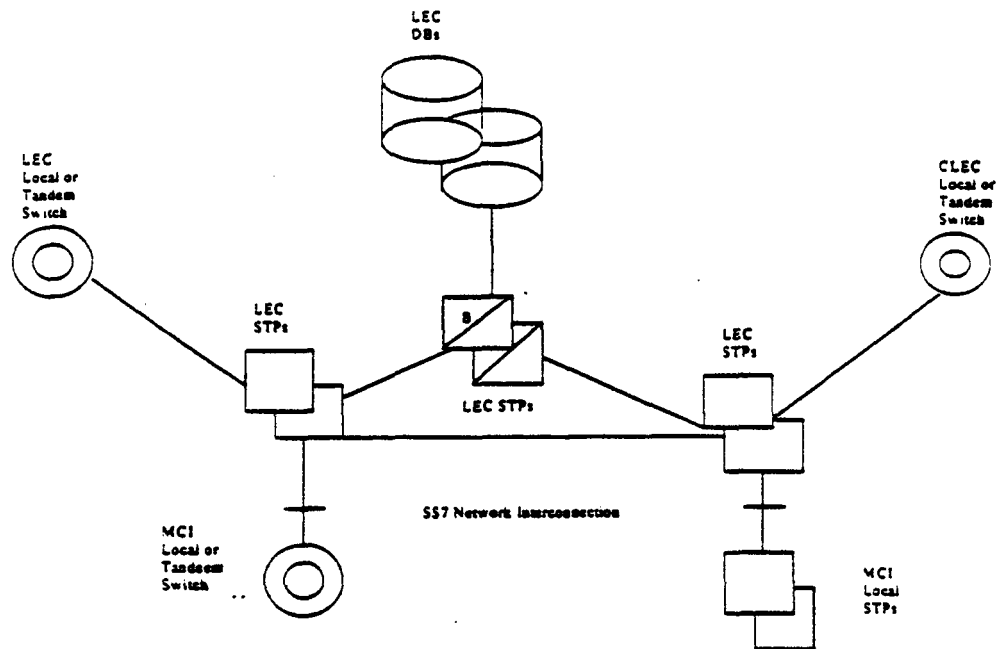 LEC
DBs
LEC
Local or
Tandem
Switch
CLEC
Local or
Tandem
Switch
LEC
STPs
B
LEC STPs
LEC
STPs
SS7 Network Interconnection
MCI
Local or
Tandeem
Switch
MCI
Local
STPs